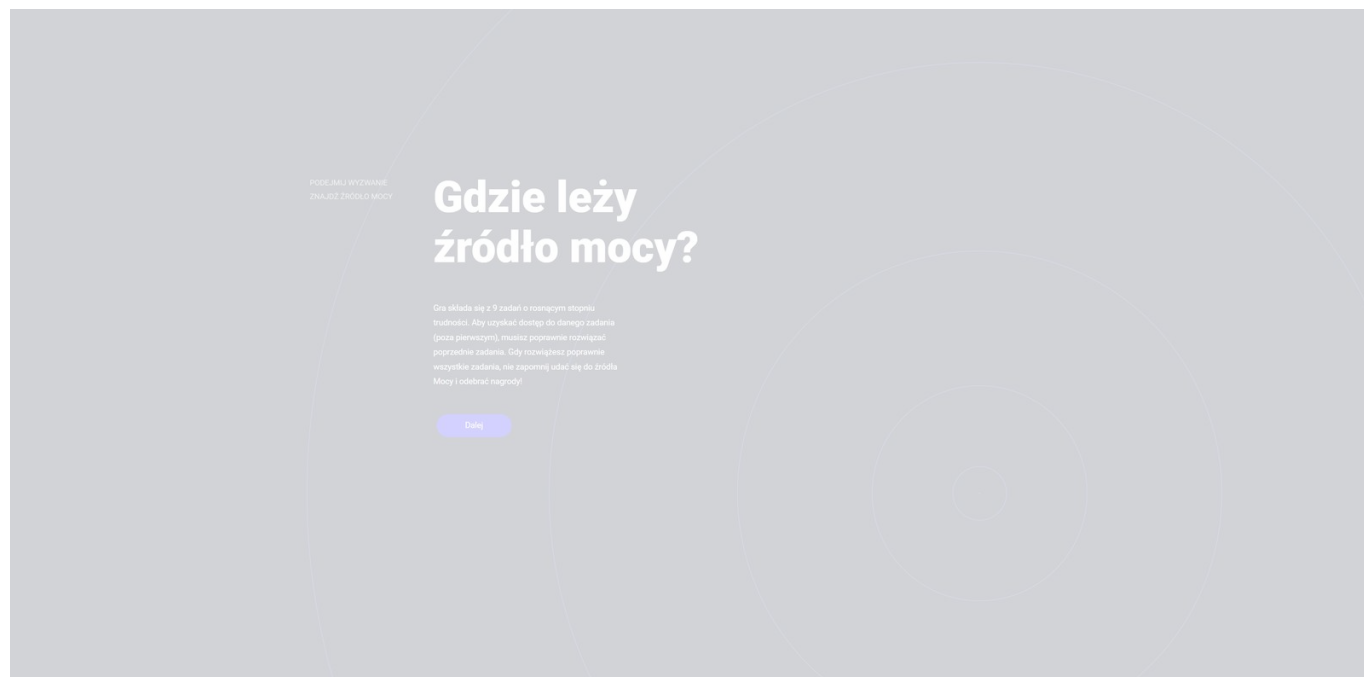 PODEJMIJ WYZWANIE
ZNAJDŹ ŹRÓDŁO MOCY
Gdzie leży
źródło mocy?
Gra składa się z 9 zadań o rosnącym stopniu
trudności. Aby uzyskać dostęp do danego zadania
(poza pierwszym), musisz poprawnie rozwiązać
poprzednie zadania. Gdy rozwiążesz poprawnie
wszystkie zadania, nie zapomnij udać się do źródła
Mocy i odebrać nagrody!
Dalej